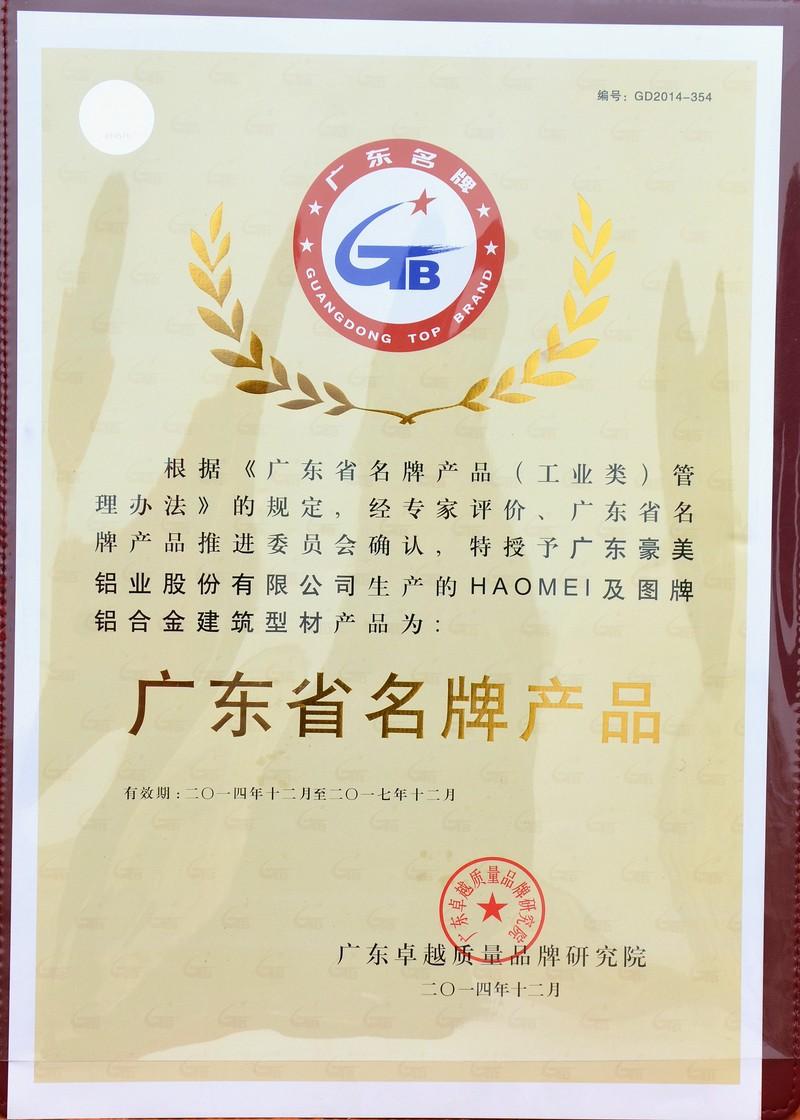 编号：GD2014-354
广东名牌
GTB
GUANGDONG TOP BRAND
根据《广东省名牌产品（工业类）管
理办法》的规定，经专家评价、广东省名
牌产品推进委员会确认，特授予广东豪美
铝业股份有限公司生产的HAOMEI及图牌
铝合金建筑型材产品为：
广东省名牌产品
有效期：二〇一四年十二月至二〇一七年十二月
广东卓越质量品牌研究院
广东卓越质量品牌研究院
二〇一四年十二月